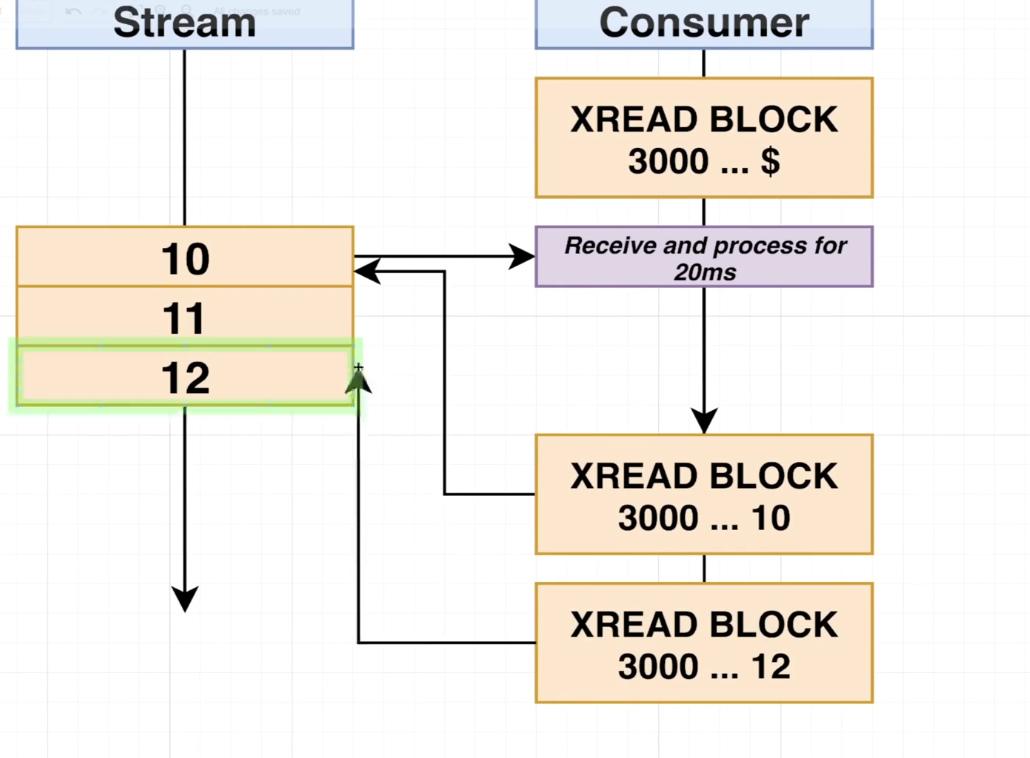 All changes saved
Stream
Consumer
XREAD BLOCK
3000 ... $
10
Receive and process for
20ms
11
12
XREAD BLOCK
3000 ... 10
XREAD BLOCK
3000 ... 12